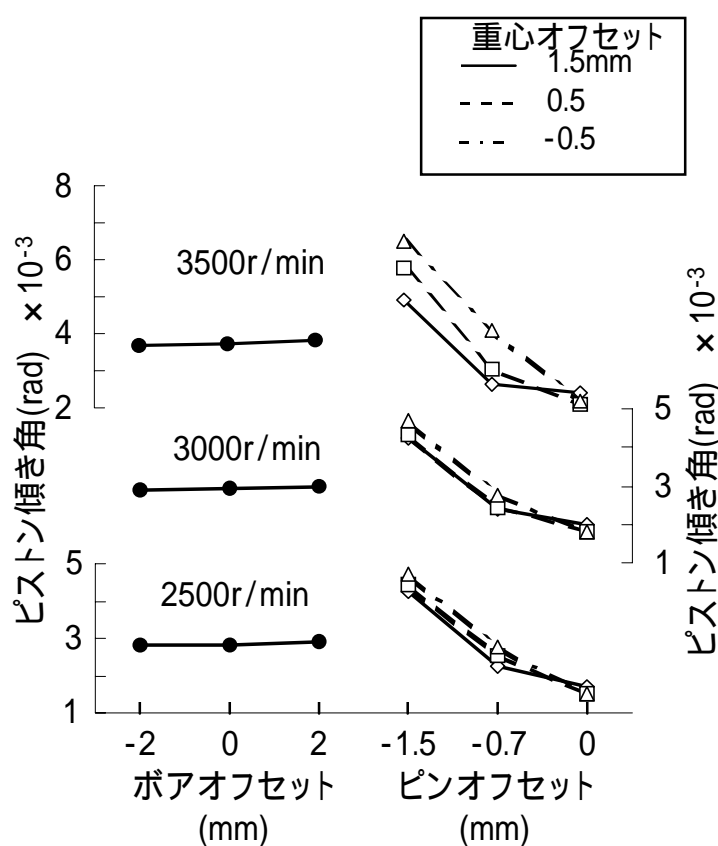 重心オフセット
1.5mm
0.5
-0.5
8
6
4
2
ピストン傾き角(rad) ×10-3
3500r/min
3000r/min
5
3
1
ピストン傾き角(rad) ×10-3
2500r/min
5
3
1
-2 0 2 -1.5 -0.7 0
ボアオフセット ピンオフセット
(mm) (mm)